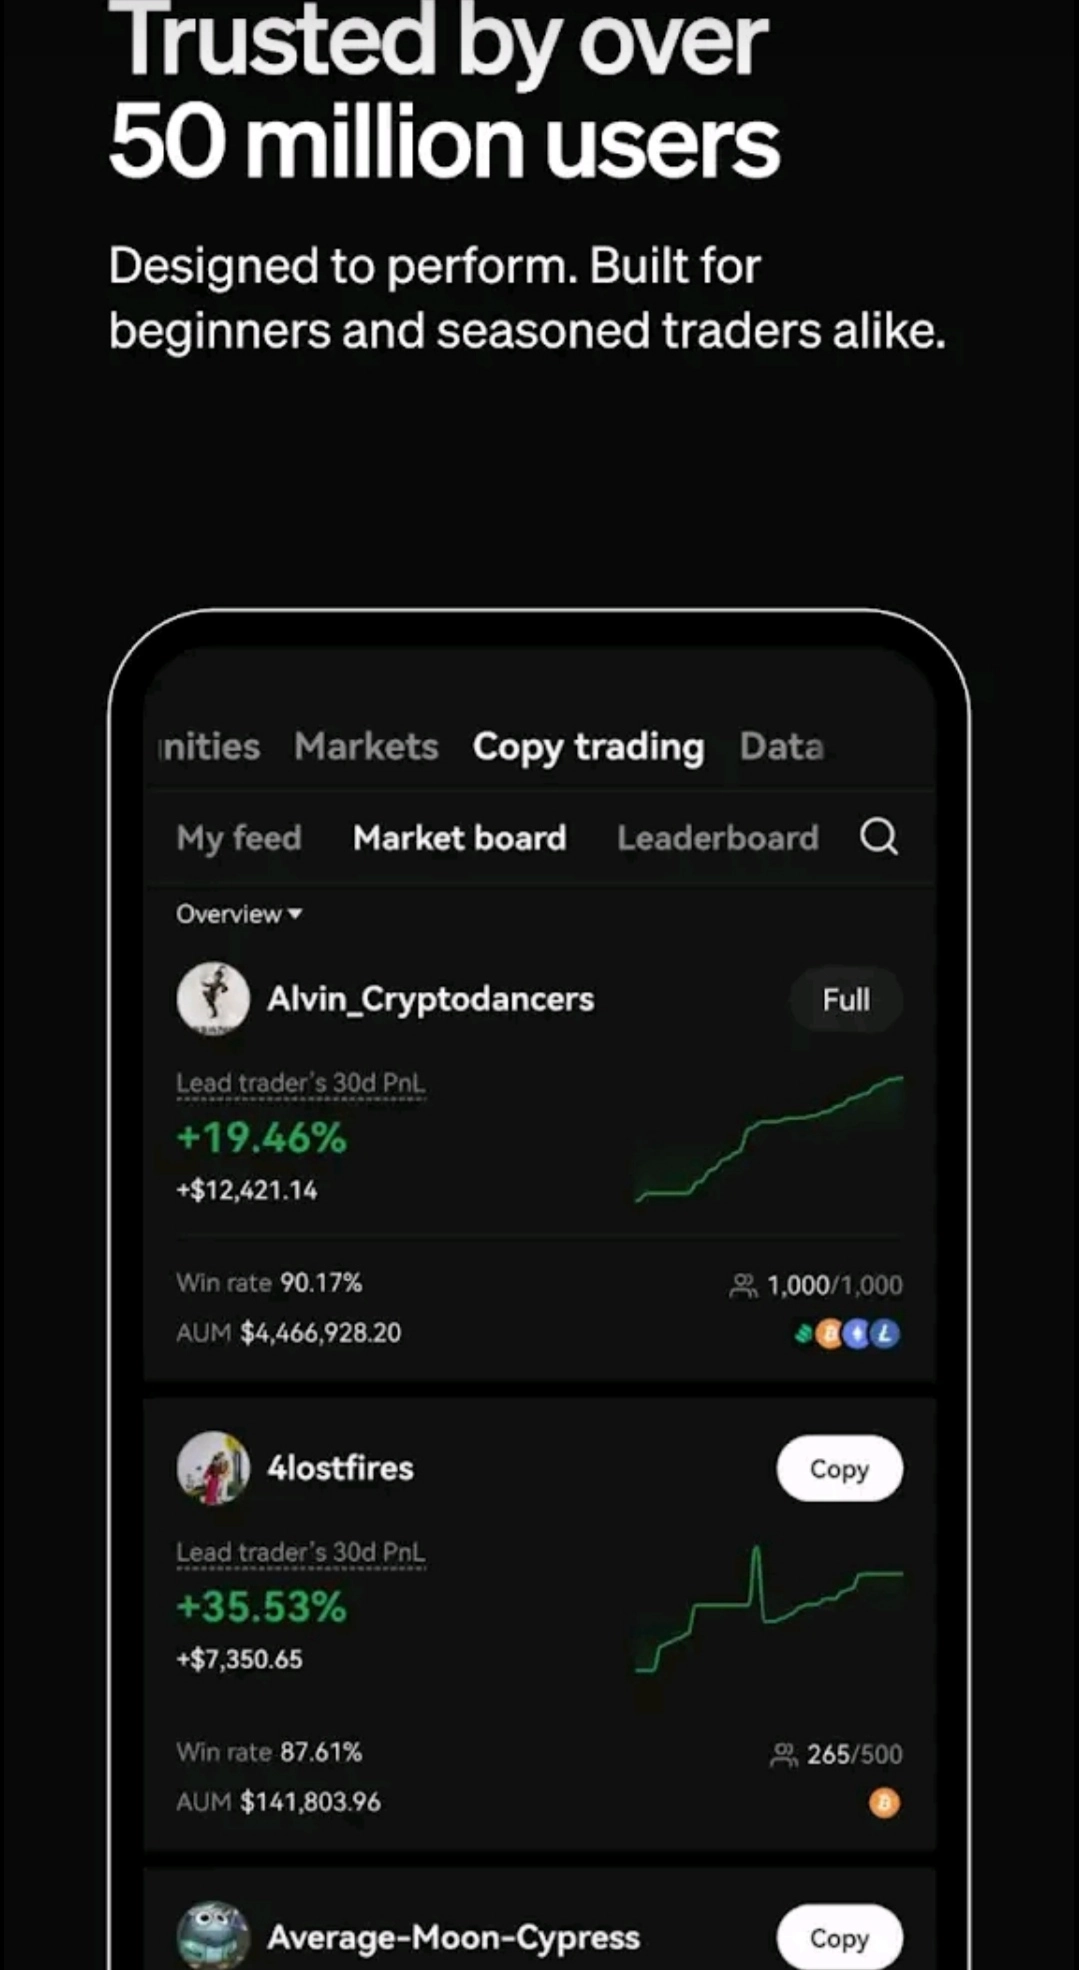 Trusted by over
50 million users
Designed to perform. Built for
beginners and seasoned traders alike.
nities Markets Copy trading Data
My feed Market board Leaderboard
Overview
Alvin_Cryptodancers Full
Lead trader's 30d PnL
+19.46%
+$12,421.14
Win rate 90.17% 1,000/1,000
AUM $4,466,928.20
4lostfires Copy
Lead trader's 30d PnL
+35.53%
+$7,350.65
Win rate 87.61% 265/500
AUM $141,803.96
Average-Moon-Cypress Copy